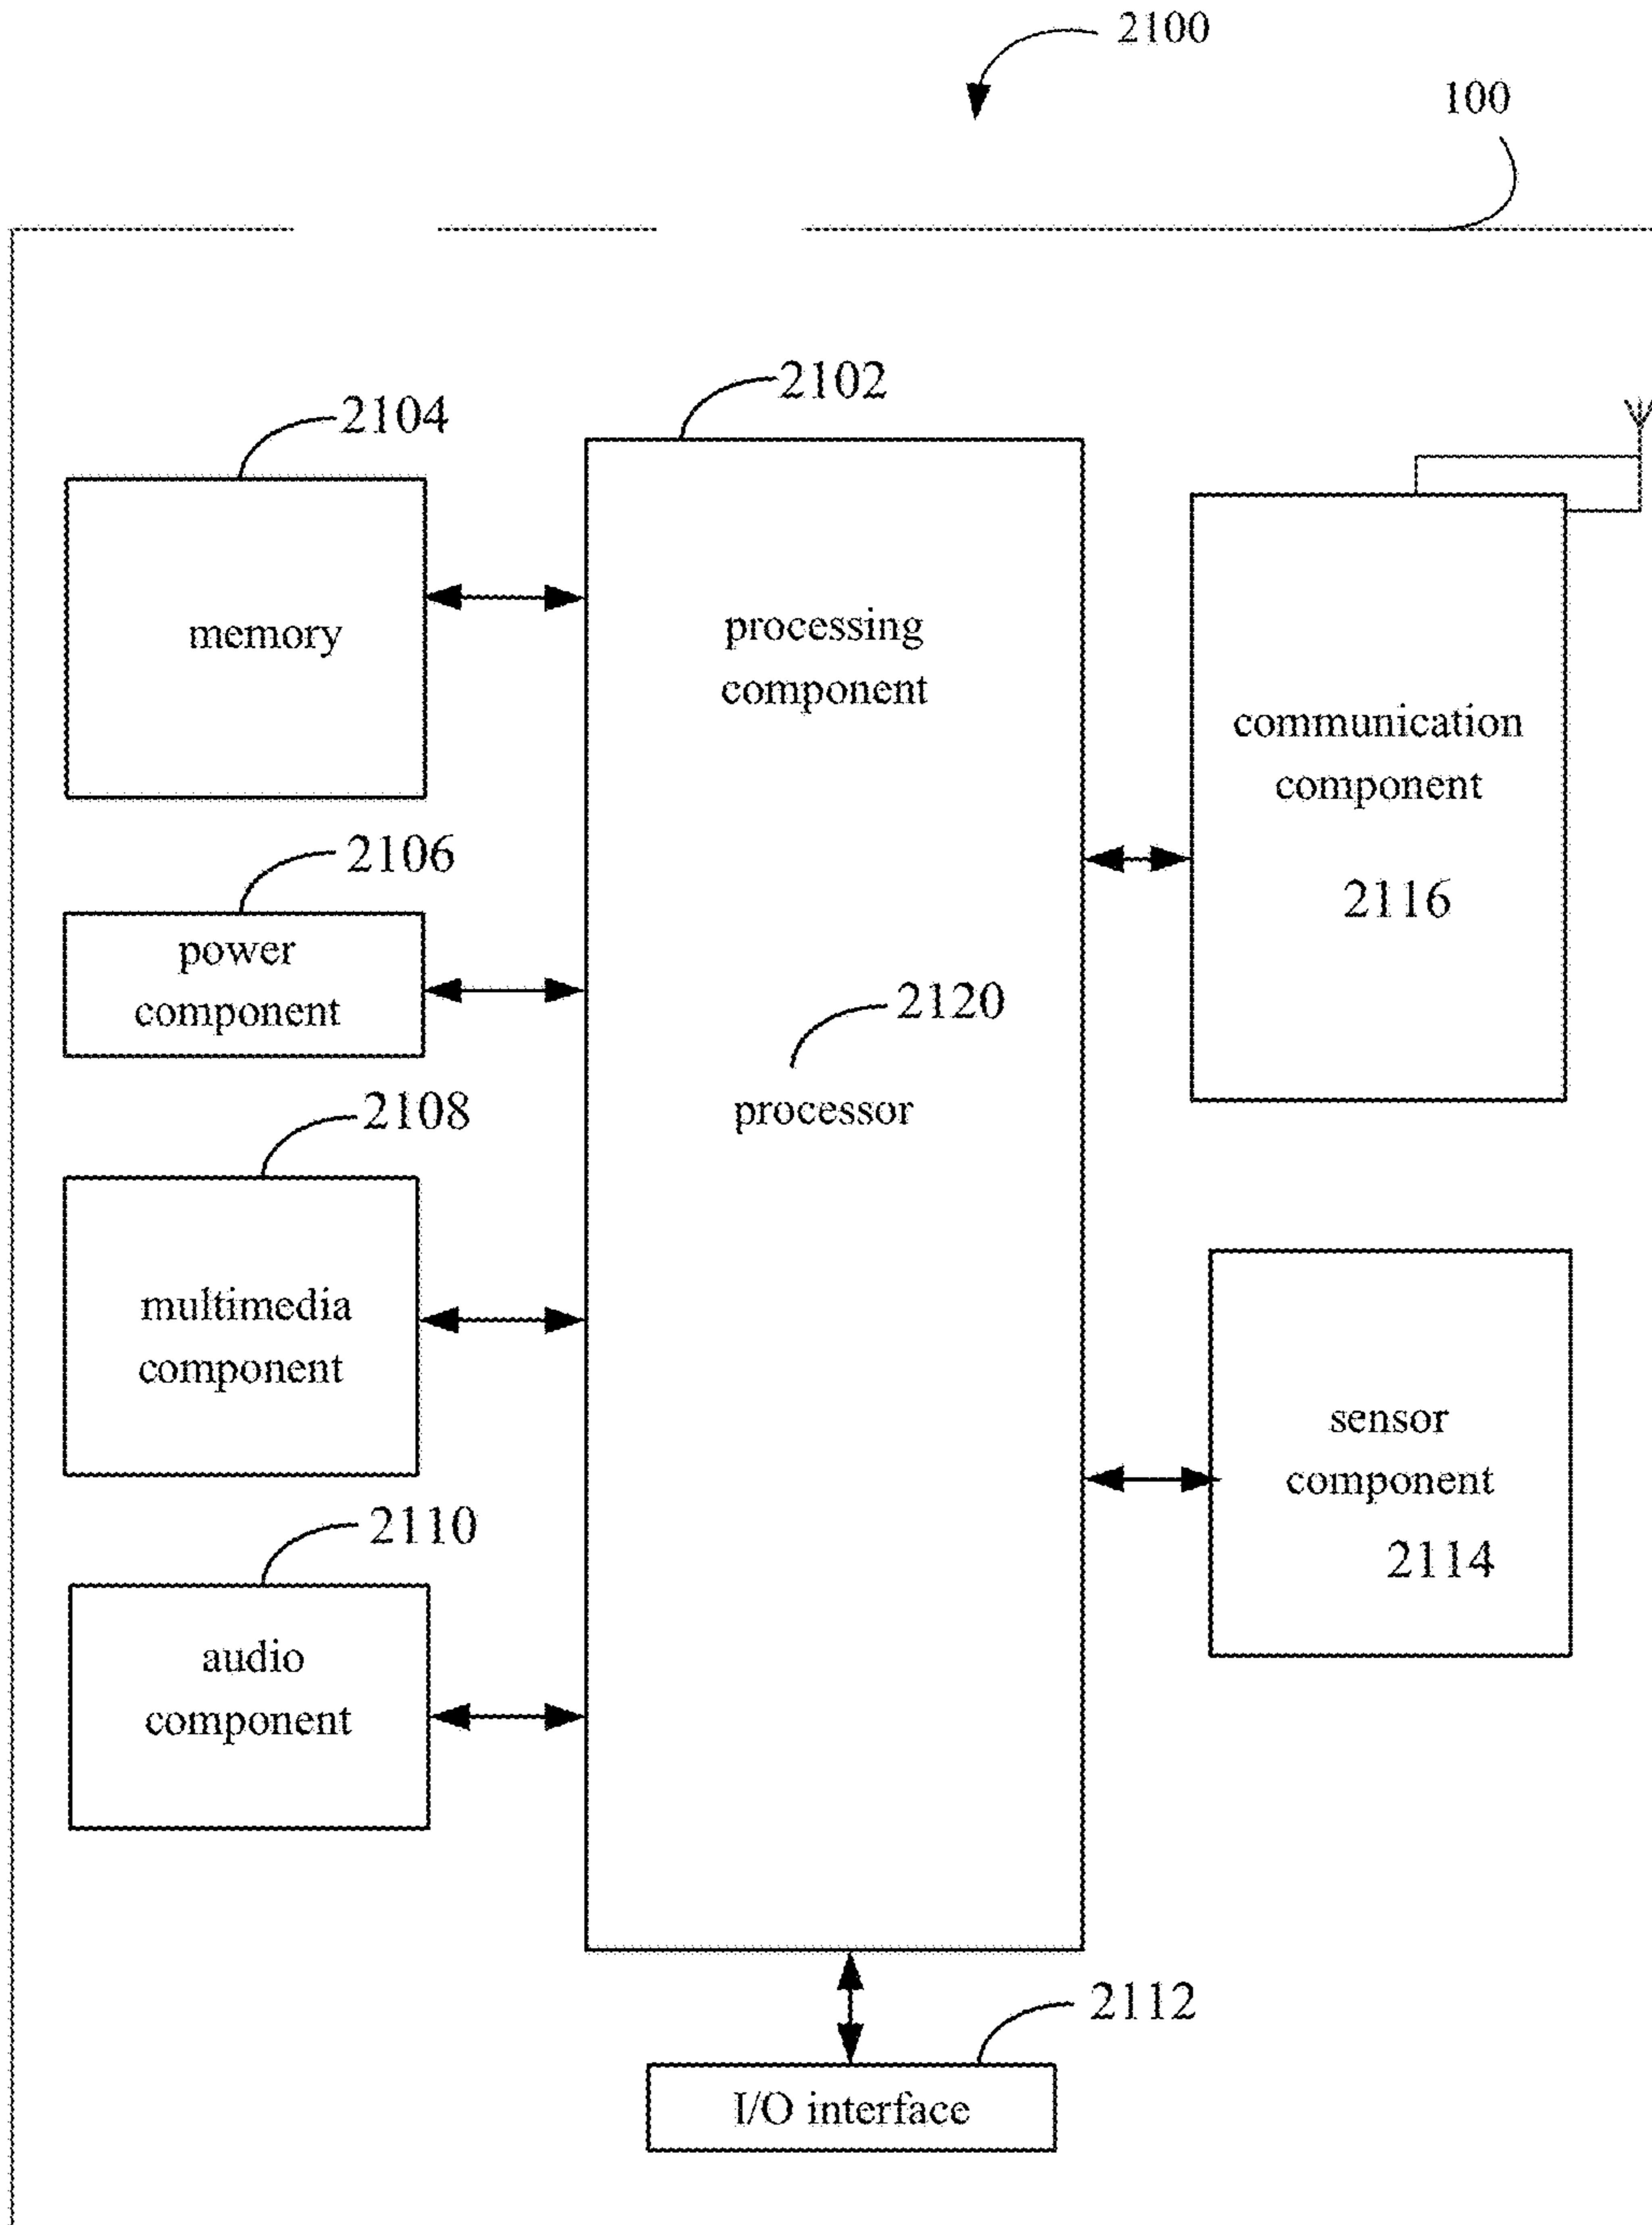 2100
100
2102
2104
memory
processing
component
communication
component
2116
2106
power
component
2120
processor
2108
multimedia
component
sensor
component
2114
2110
audio
component
2112
I/O interface